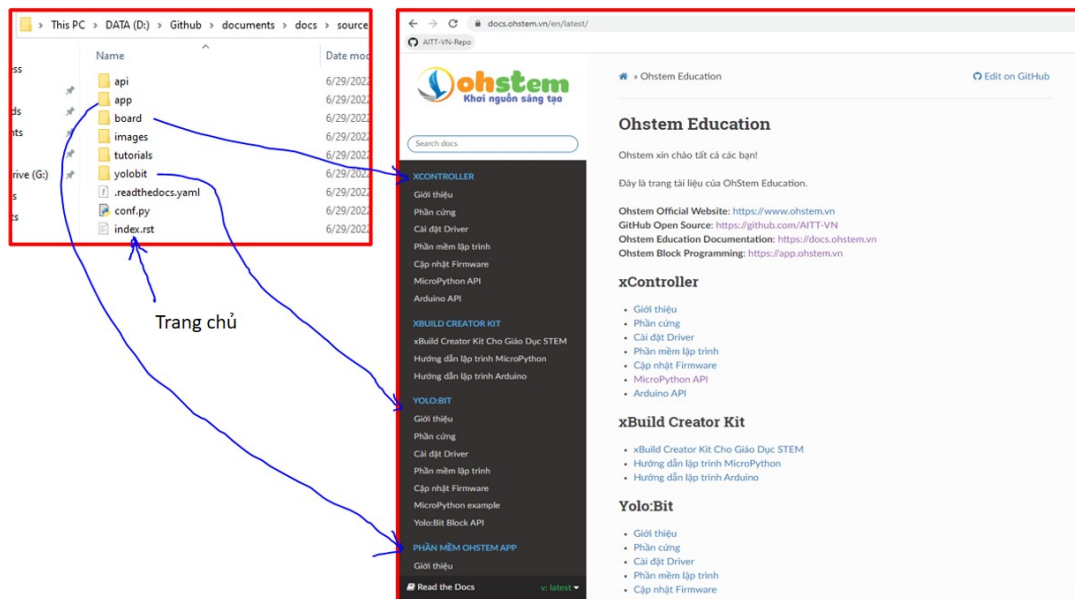 This PC › DATA (D:) › Github › documents › docs › source
Name
Date mod
ess
api
6/29/2022
app
6/29/2022
ds
board
6/29/2022
nts
images
6/29/2022
tutorials
6/29/2022
rive (G:)
yolobit
6/29/2022
s
.readthedocs.yaml
6/29/2022
ts
conf.py
6/29/2022
index.rst
6/29/2022
Trang chủ
docs.ohstem.vn/en/latest/
AITT-VN-Repo
ohstem
Khơi nguồn sáng tạo
Search docs
XCONTROLLER
Giới thiệu
Phần cứng
Cài đặt Driver
Phần mềm lập trình
Cập nhật Firmware
MicroPython API
Arduino API
XBUILD CREATOR KIT
xBuild Creator Kit Cho Giáo Dục STEM
Hướng dẫn lập trình MicroPython
Hướng dẫn lập trình Arduino
YOLO:BIT
Giới thiệu
Phần cứng
Cài đặt Driver
Phần mềm lập trình
Cập nhật Firmware
MicroPython example
Yolo:Bit Block API
PHẦN MỀM OHSTEM APP
Giới thiệu
Read the Docs
v: latest
» Ohstem Education
Edit on GitHub
Ohstem Education
Ohstem xin chào tất cả các bạn!
Đây là trang tài liệu của OhStem Education.
Ohstem Official Website: https://www.ohstem.vn
GitHub Open Source: https://github.com/AITT-VN
Ohstem Education Documentation: https://docs.ohstem.vn
Ohstem Block Programming: https://app.ohstem.vn
xController
• Giới thiệu
• Phần cứng
• Cài đặt Driver
• Phần mềm lập trình
• Cập nhật Firmware
• MicroPython API
• Arduino API
xBuild Creator Kit
• xBuild Creator Kit Cho Giáo Dục STEM
• Hướng dẫn lập trình MicroPython
• Hướng dẫn lập trình Arduino
Yolo:Bit
• Giới thiệu
• Phần cứng
• Cài đặt Driver
• Phần mềm lập trình
• Cập nhật Firmware